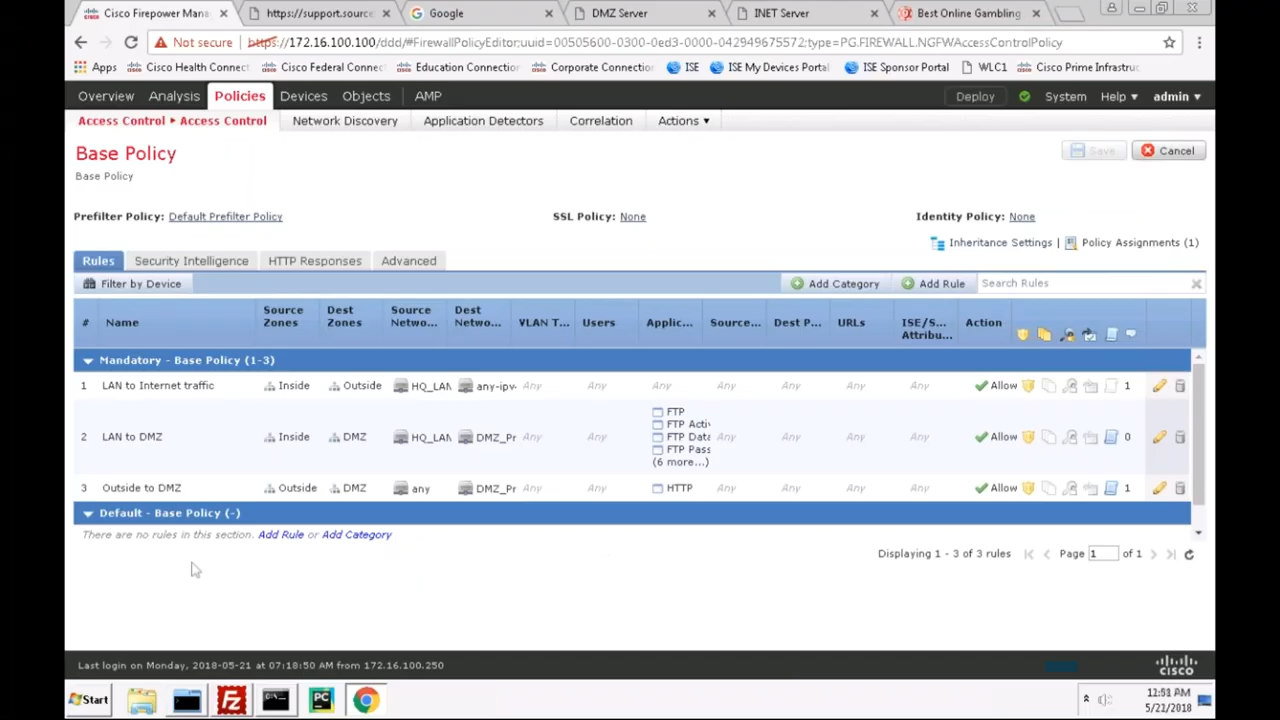 Cisco Firepower Mana
https://support.source
Google
DMZ Server
INET Server
Best Online Gambling
Not secure
https://172.16.100.100/ddd/#FirewallPolicyEditor;uuid=00505600-0300-0ed3-0000-042949675572;type=PG.FIREWALL.NGFWAccessControlPolicy
Apps Cisco Health Connect Cisco Federal Connec Education Connection Corporate Connection ISE ISE My Devices Portal ISE Sponsor Portal WLC1 Cisco Prime Infrastruc
Overview Analysis Policies Devices Objects AMP Deploy System Help admin
Access Control Access Control Network Discovery Application Detectors Correlation Actions
Base Policy
Save Cancel
Base Policy
Prefilter Policy: Default Prefilter Policy SSL Policy: None Identity Policy: None
Inheritance Settings | Policy Assignments (1)
Rules Security Intelligence HTTP Responses Advanced
Filter by Device Add Category Add Rule Search Rules
# Name Source Zones Dest Zones Source Netwo... Dest Netwo... VLAN T... Users Applic... Source... Dest P... URLs ISE/S... Attribu... Action
Mandatory - Base Policy (1-3)
1 LAN to Internet traffic Inside Outside HQ_LAN any-ipv- Any Any Any Any Any Any Any Allow 1
2 LAN to DMZ Inside DMZ HQ_LAN DMZ_Pr Any Any FTP FTP Acti FTP Data FTP Pass (6 more...) Any Any Any Any Allow 0
3 Outside to DMZ Outside DMZ any DMZ_Pr Any Any HTTP Any Any Any Any Allow 1
Default - Base Policy (-)
There are no rules in this section. Add Rule or Add Category
Displaying 1 - 3 of 3 rules Page 1 of 1
Last login on Monday, 2018-05-21 at 07:18:50 AM from 172.16.100.250
CISCO
Start
FZ
PC
12:51 AM
5/21/2018